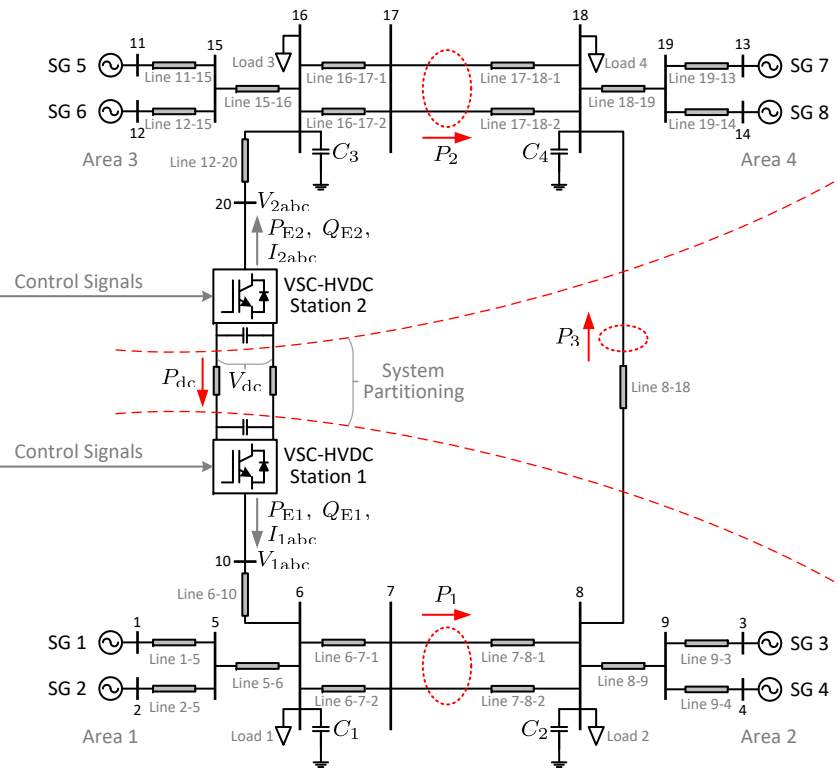 16
17
18
11
15
19
13
SG 5
Load 3
Load 4
SG 7
Line 11-15
Line 16-17-1
Line 17-18-1
Line 19-13
Line 15-16
Line 18-19
SG 6
SG 8
Line 12-15
Line 16-17-2
Line 17-18-2
Line 19-14
12
14
P2
C3
C4
Area 3
Area 4
Line 12-20
20
V2abc
PE2, QE2,
I2abc
Control Signals
VSC-HVDC
Station 2
P3
Pdc
Vdc
System
Partitioning
Line 8-18
Control Signals
VSC-HVDC
Station 1
PE1, QE1,
I1abc
10
V1abc
Line 6-10
6
7
P1
8
1
5
9
3
SG 1
SG 3
Line 1-5
Line 6-7-1
Line 7-8-1
Line 9-3
Line 5-6
Line 8-9
SG 2
SG 4
Line 2-5
Line 6-7-2
Line 7-8-2
Line 9-4
2
4
Area 1
Load 1
C1
C2
Load 2
Area 2